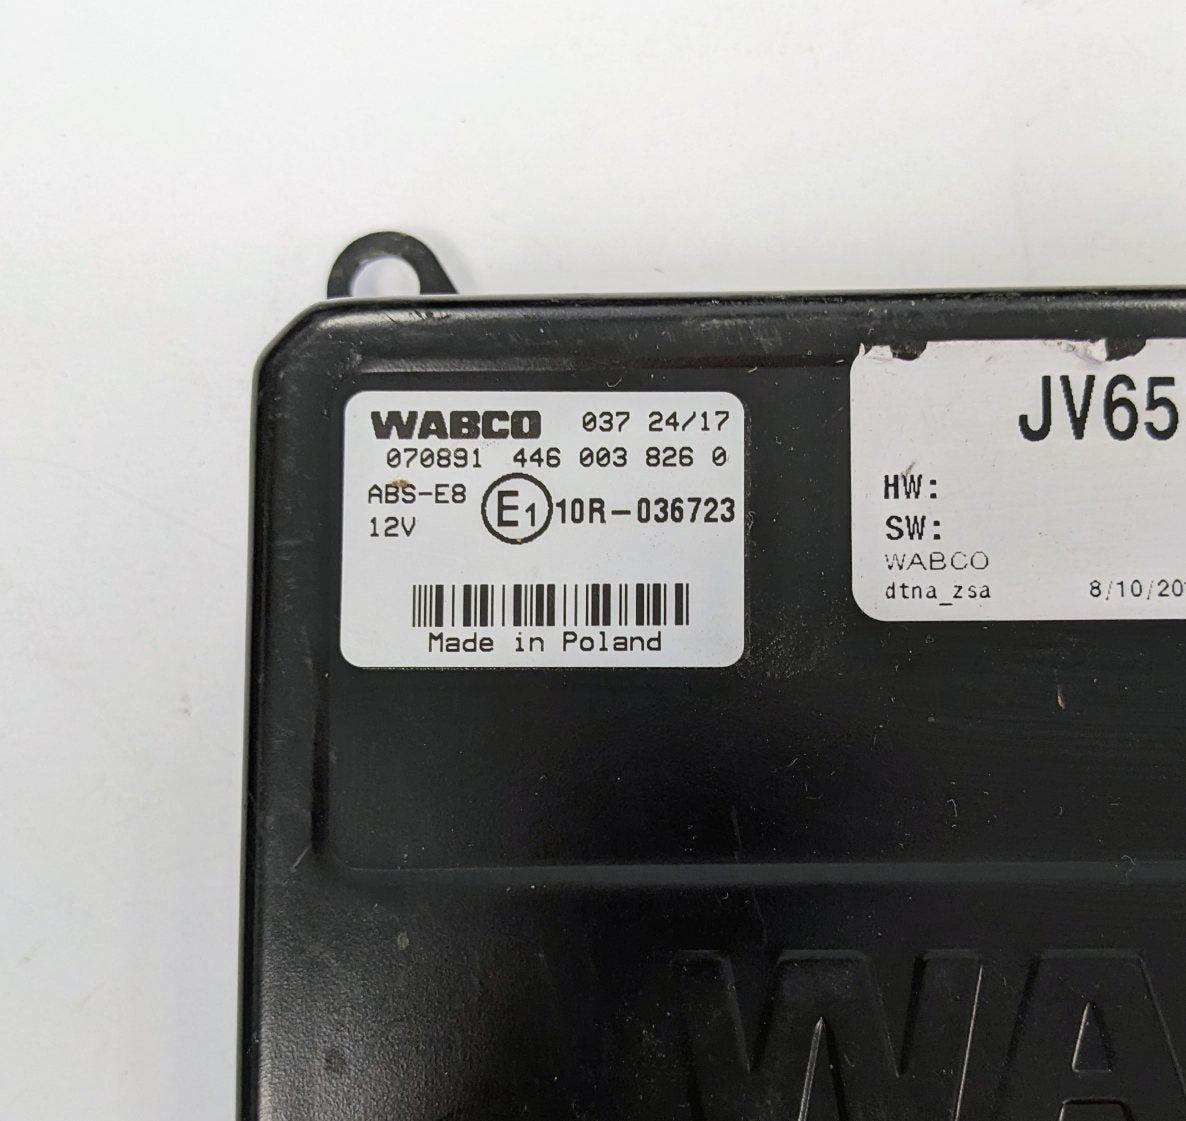 WABCO 037 24/17
070891 446 003 826 0
ABS-E8
12V
E1 10R-036723
Made in Poland
JV65
HW:
SW:
WABCO
dtna_zsa 8/10/20
WA